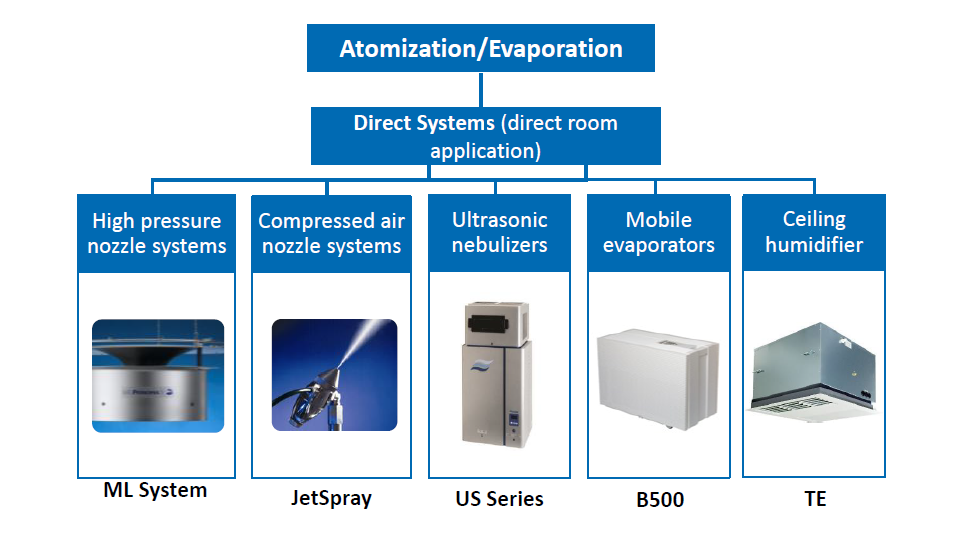 Atomization/Evaporation
Direct Systems (direct room
application)
High pressure
nozzle systems
Compressed air
nozzle systems
Ultrasonic
nebulizers
Mobile
evaporators
Ceiling
humidifier
ML System
JetSpray
US Series
B500
TE